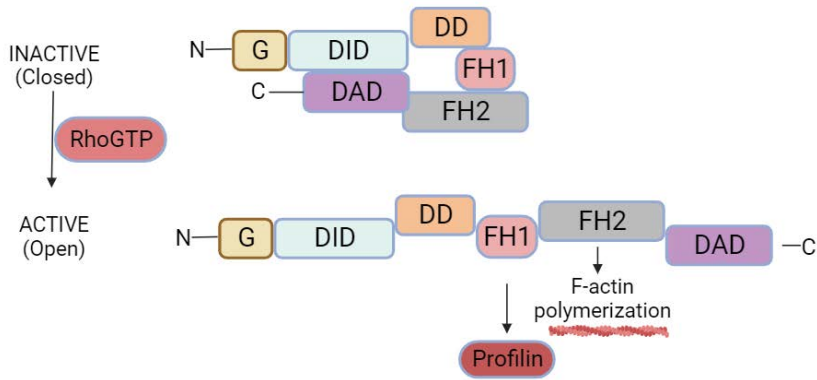 INACTIVE
(Closed)
N
G
DID
DD
FH1
C
DAD
FH2
RhoGTP
ACTIVE
(Open)
N
G
DID
DD
FH1
FH2
DAD
C
F-actin
polymerization
Profilin